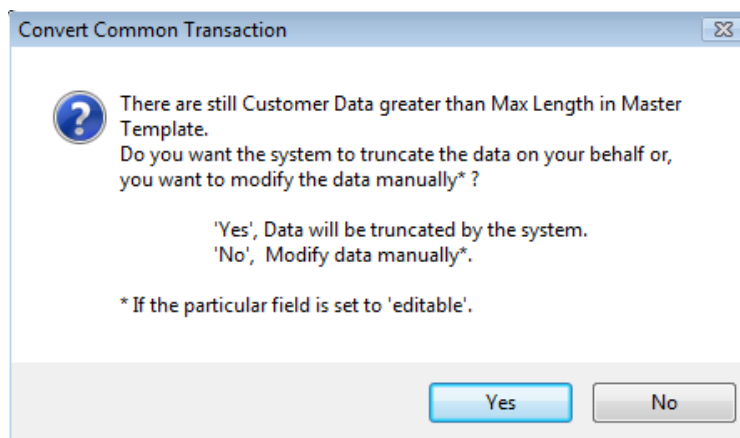 Convert Common Transaction
There are still Customer Data greater than Max Length in Master
Template.
Do you want the system to truncate the data on your behalf or,
you want to modify the data manually* ?
'Yes', Data will be truncated by the system.
'No',  Modify data manually*.
* If the particular field is set to 'editable'.
Yes
No